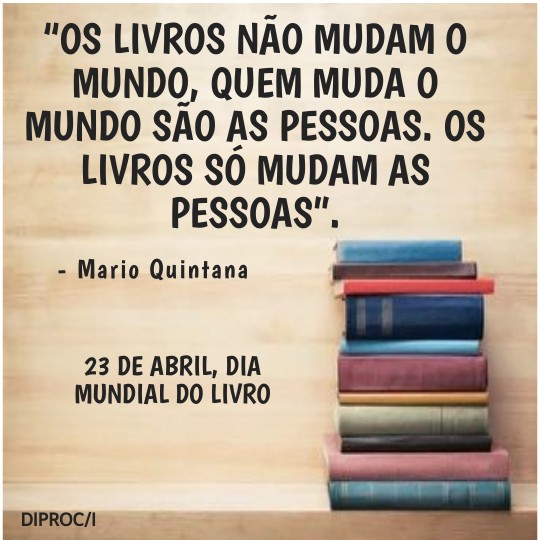 “OS LIVROS NÃO MUDAM O
MUNDO, QUEM MUDA O
MUNDO SÃO AS PESSOAS. OS
LIVROS SÓ MUDAM AS
PESSOAS”.
- Mario Quintana
23 DE ABRIL, DIA
MUNDIAL DO LIVRO
DIPROC/I